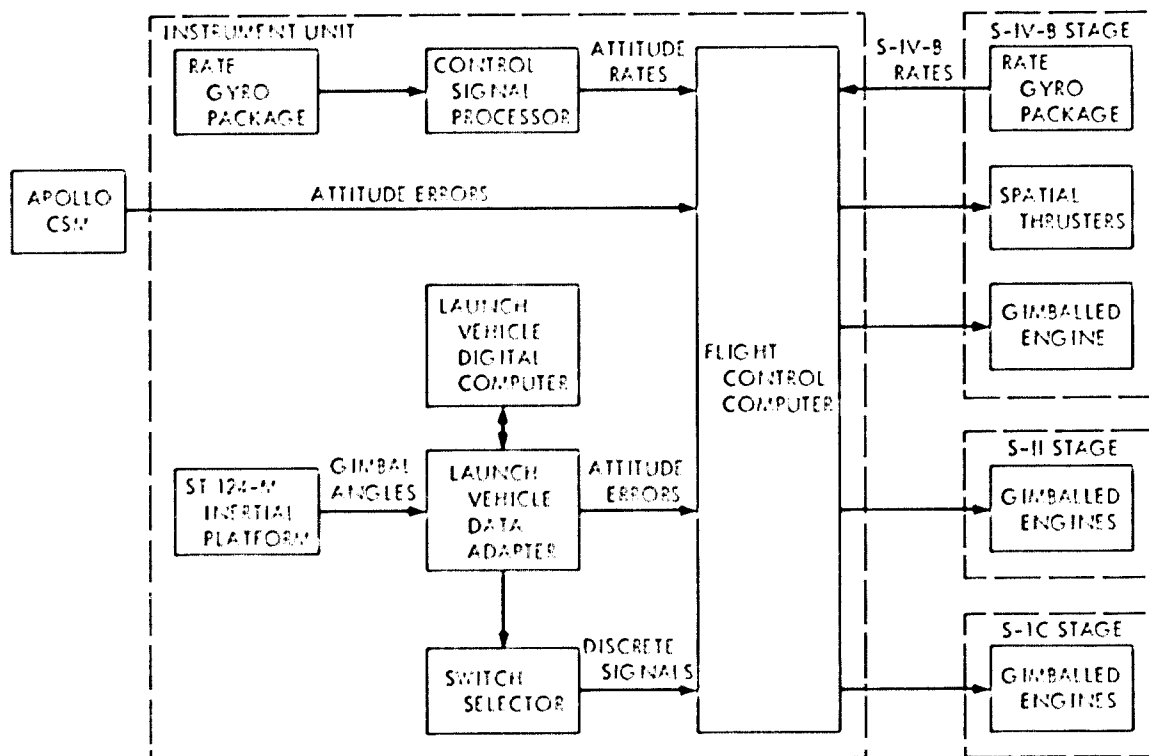 INSTRUMENT UNIT
RATE
GYRO
PACKAGE
CONTROL
SIGNAL
PROCESSOR
ATTITUDE
RATES
S-IV-B
RATES
S-IV-B STAGE
RATE
GYRO
PACKAGE
APOLLO
CSM
ATTITUDE ERRORS
SPATIAL
THRUSTERS
LAUNCH
VEHICLE
DIGITAL
COMPUTER
FLIGHT
CONTROL
COMPUTER
GIMBALLED
ENGINE
ST 124-M
INERTIAL
PLATFORM
GIMBAL
ANGLES
LAUNCH
VEHICLE
DATA
ADAPTER
ATTITUDE
ERRORS
S-II STAGE
GIMBALLED
ENGINES
SWITCH
SELECTOR
DISCRETE
SIGNALS
S-1C STAGE
GIMBALLED
ENGINES